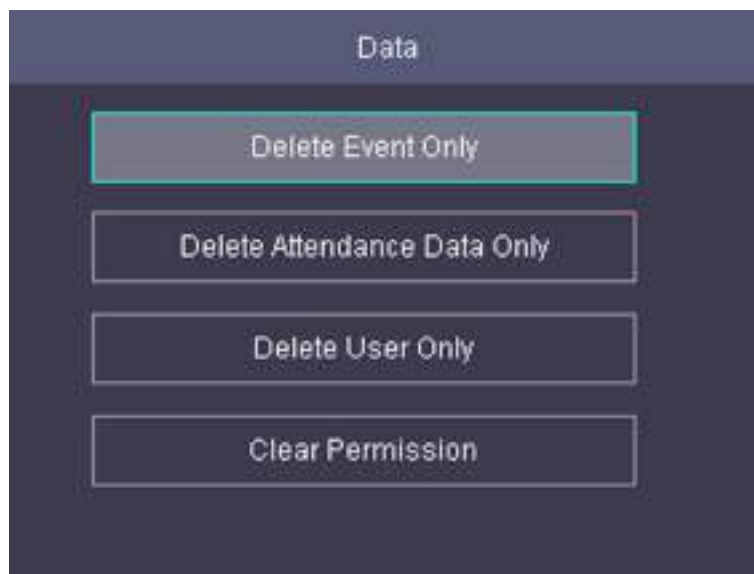 Data
Delete Event Only
Delete Attendance Data Only
Delete User Only
Clear Permission